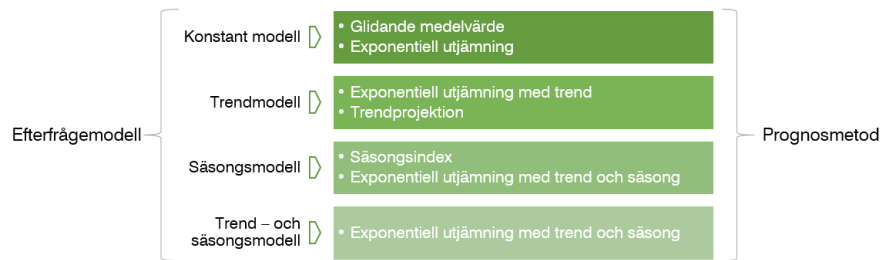 Efterfrågemodell
Konstant modell
• Glidande medelvärde
• Exponentiell utjämning
Trendmodell
• Exponentiell utjämning med trend
• Trendprojektion
Säsongsmodell
• Säsongsindex
• Exponentiell utjämning med trend och säsong
Trend – och
säsongsmodell
• Exponentiell utjämning med trend och säsong
Prognosmetod